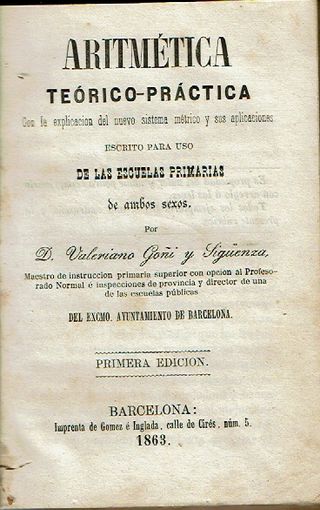 ARITMÉTICA
TEÓRICO-PRÁCTICA
Con la explicacion del nuevo sistema métrico y sus aplicaciones
ESCRITO PARA USO
DE LAS ESCUELAS PRIMARIAS
de ambos sexos.
Por
D. Valeriano Goñi y Sigüenza,
Maestro de instruccion primaria superior con opcion al Profeso-
rado Normal é inspecciones de provincia y director de una
de las escuelas públicas
DEL EXCMO. AYUNTAMIENTO DE BARCELONA.
PRIMERA EDICION.
BARCELONA:
Imprenta de Gomez é Inglada, calle de Cirés, núm. 5.
1863.